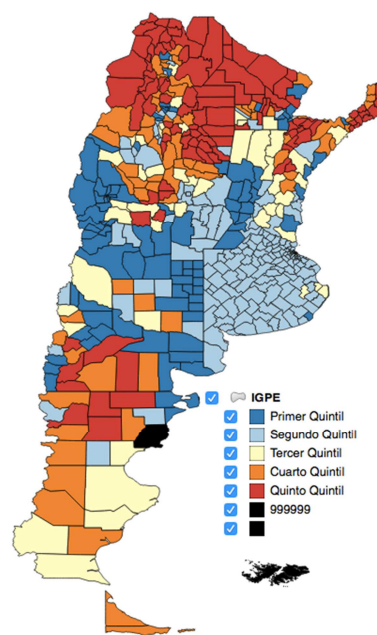 IGPE
Primer Quintil
Segundo Quintil
Tercer Quintil
Cuarto Quintil
Quinto Quintil
999999